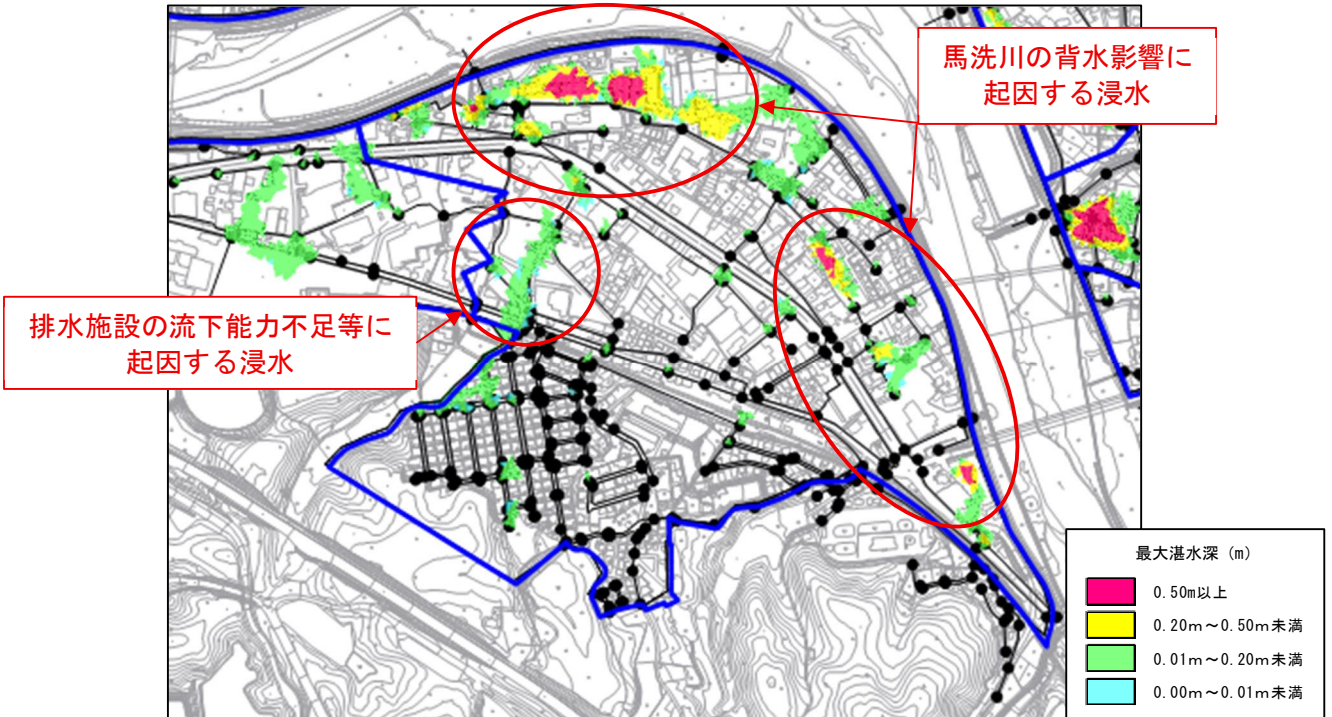 馬洗川の背水影響に
起因する浸水
排水施設の流下能力不足等に
起因する浸水
最大湛水深（m）
0.50m以上
0.20m～0.50m未満
0.01m～0.20m未満
0.00m～0.01m未満